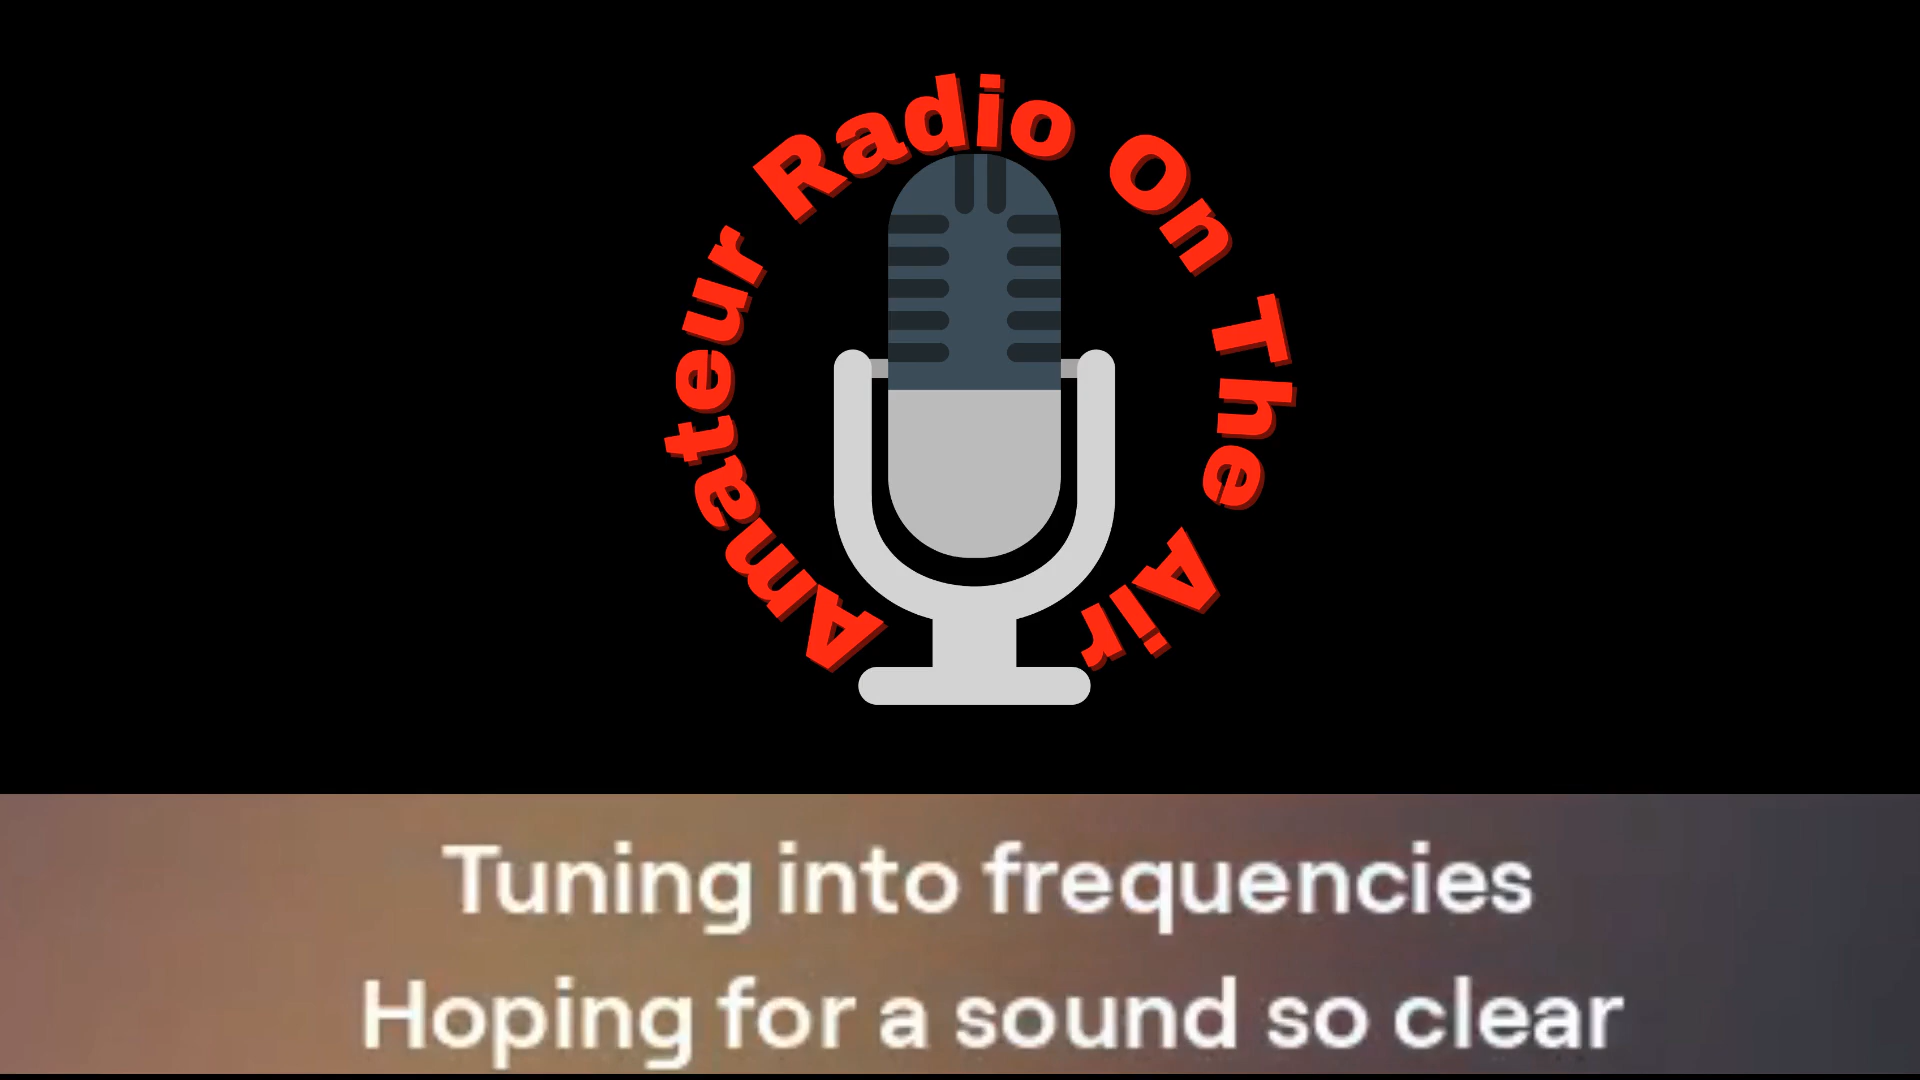 Amateur Radio On The Air
Tuning into frequencies
Hoping for a sound so clear